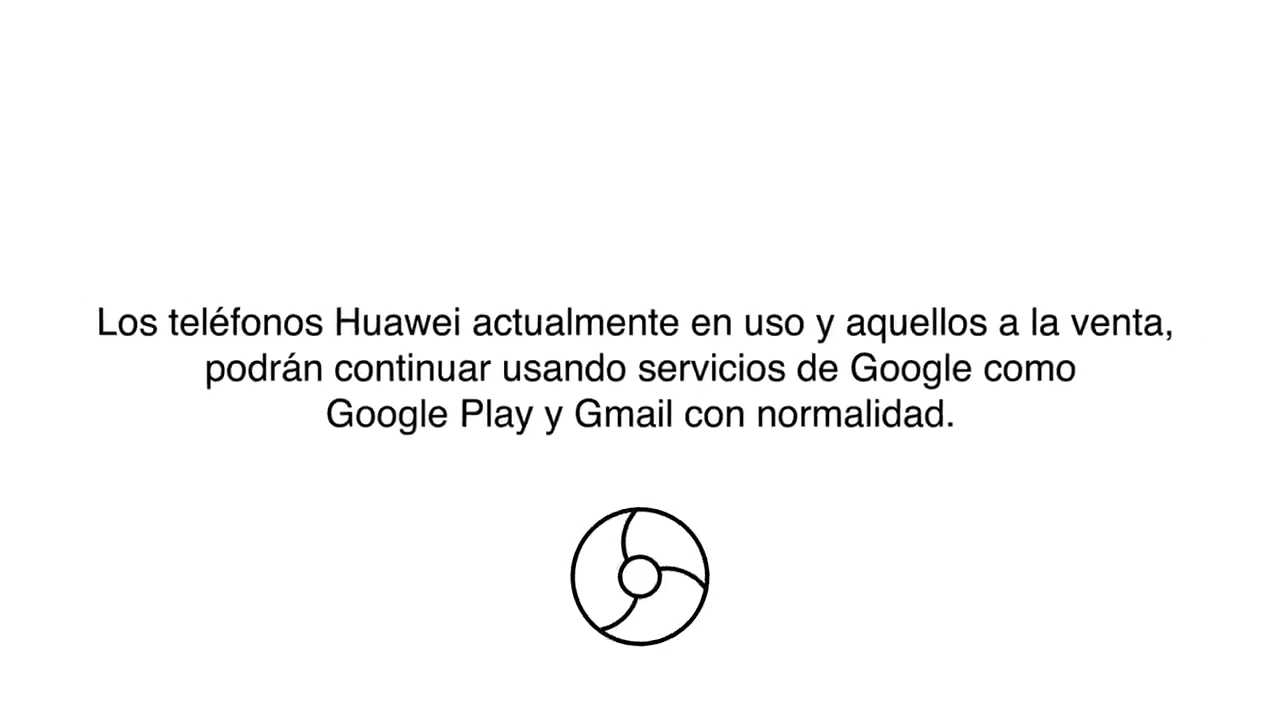 Los teléfonos Huawei actualmente en uso y aquellos a la venta,
podrán continuar usando servicios de Google como
Google Play y Gmail con normalidad.